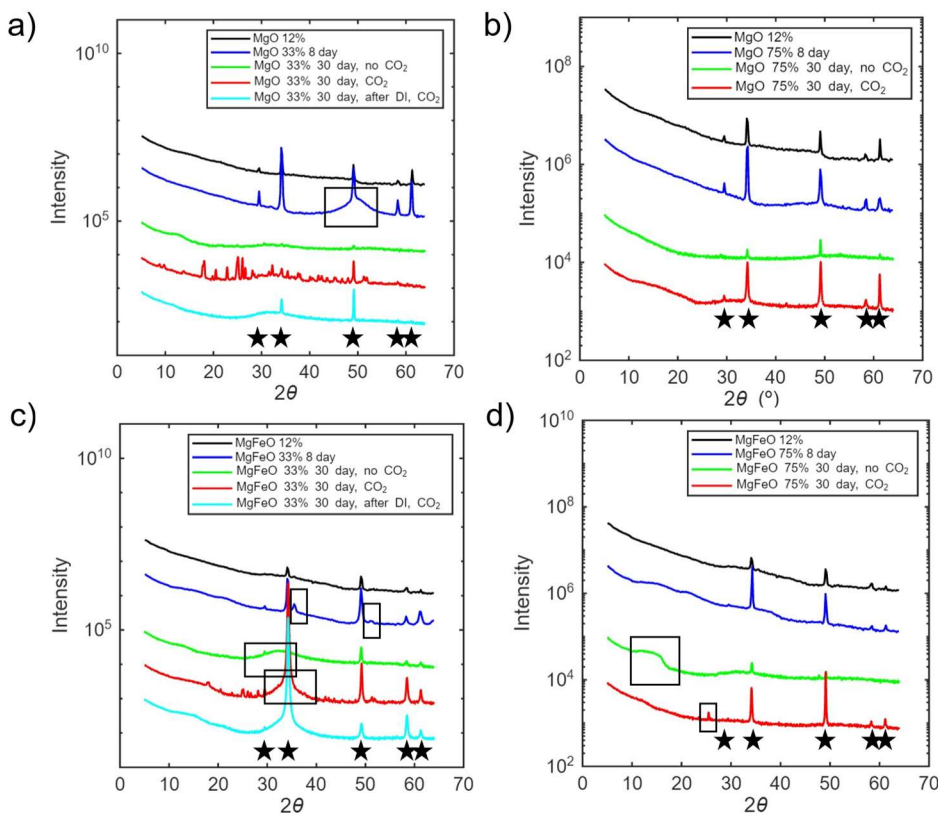 a)
10^10
MgO 12%
MgO 33% 8 day
MgO 33% 30 day, no CO₂
MgO 33% 30 day, CO₂
MgO 33% 30 day, after DI, CO₂
Intensity
10^5
0 10 20 30 40 50 60 70
2θ
b)
10^8
MgO 12%
MgO 75% 8 day
MgO 75% 30 day, no CO₂
MgO 75% 30 day, CO₂
Intensity
10^6
10^4
10^2
0 10 20 30 40 50 60 70
2θ (°)
c)
10^10
MgFeO 12%
MgFeO 33% 8 day
MgFeO 33% 30 day, no CO₂
MgFeO 33% 30 day, CO₂
MgFeO 33% 30 day, after DI, CO₂
Intensity
10^5
0 10 20 30 40 50 60 70
2θ
d)
10^10
MgFeO 12%
MgFeO 75% 8 day
MgFeO 75% 30 day, no CO₂
MgFeO 75% 30 day, CO₂
10^8
Intensity
10^6
10^4
10^2
0 10 20 30 40 50 60 70
2θ